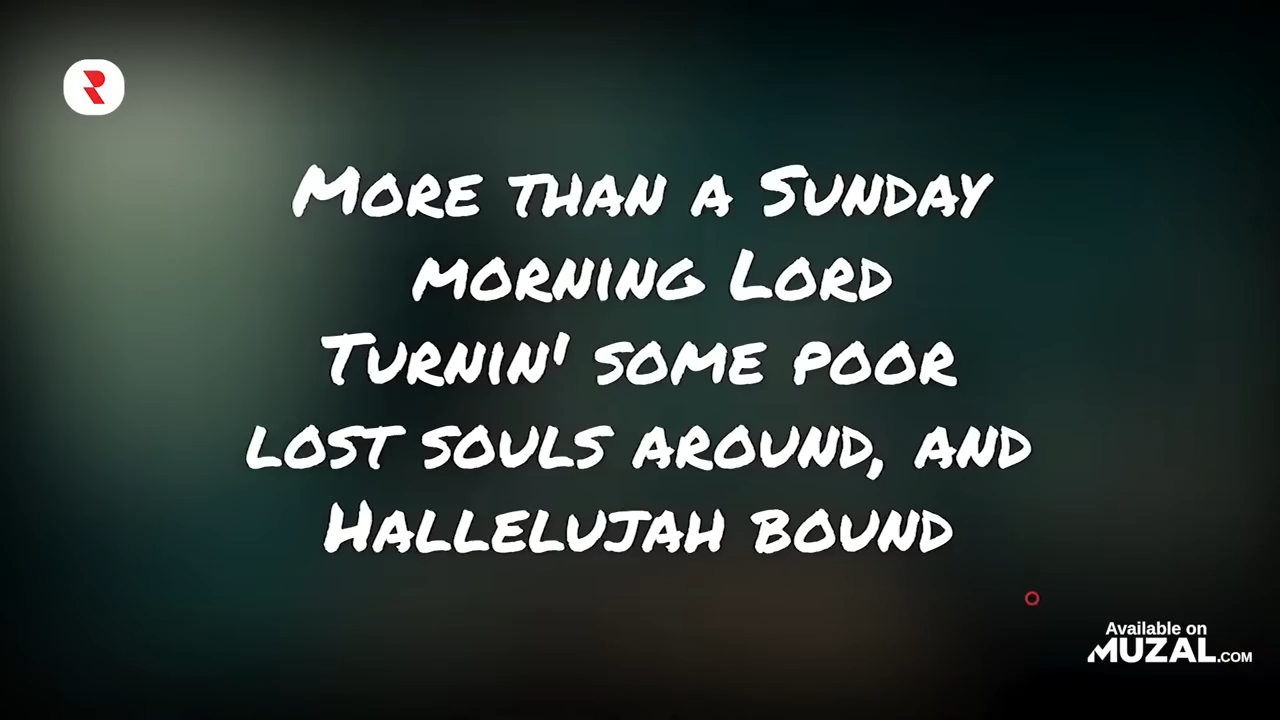 More than a Sunday
morning Lord
Turnin' some poor
lost souls around, and
Hallelujah bound
Available on
MUZAL.COM